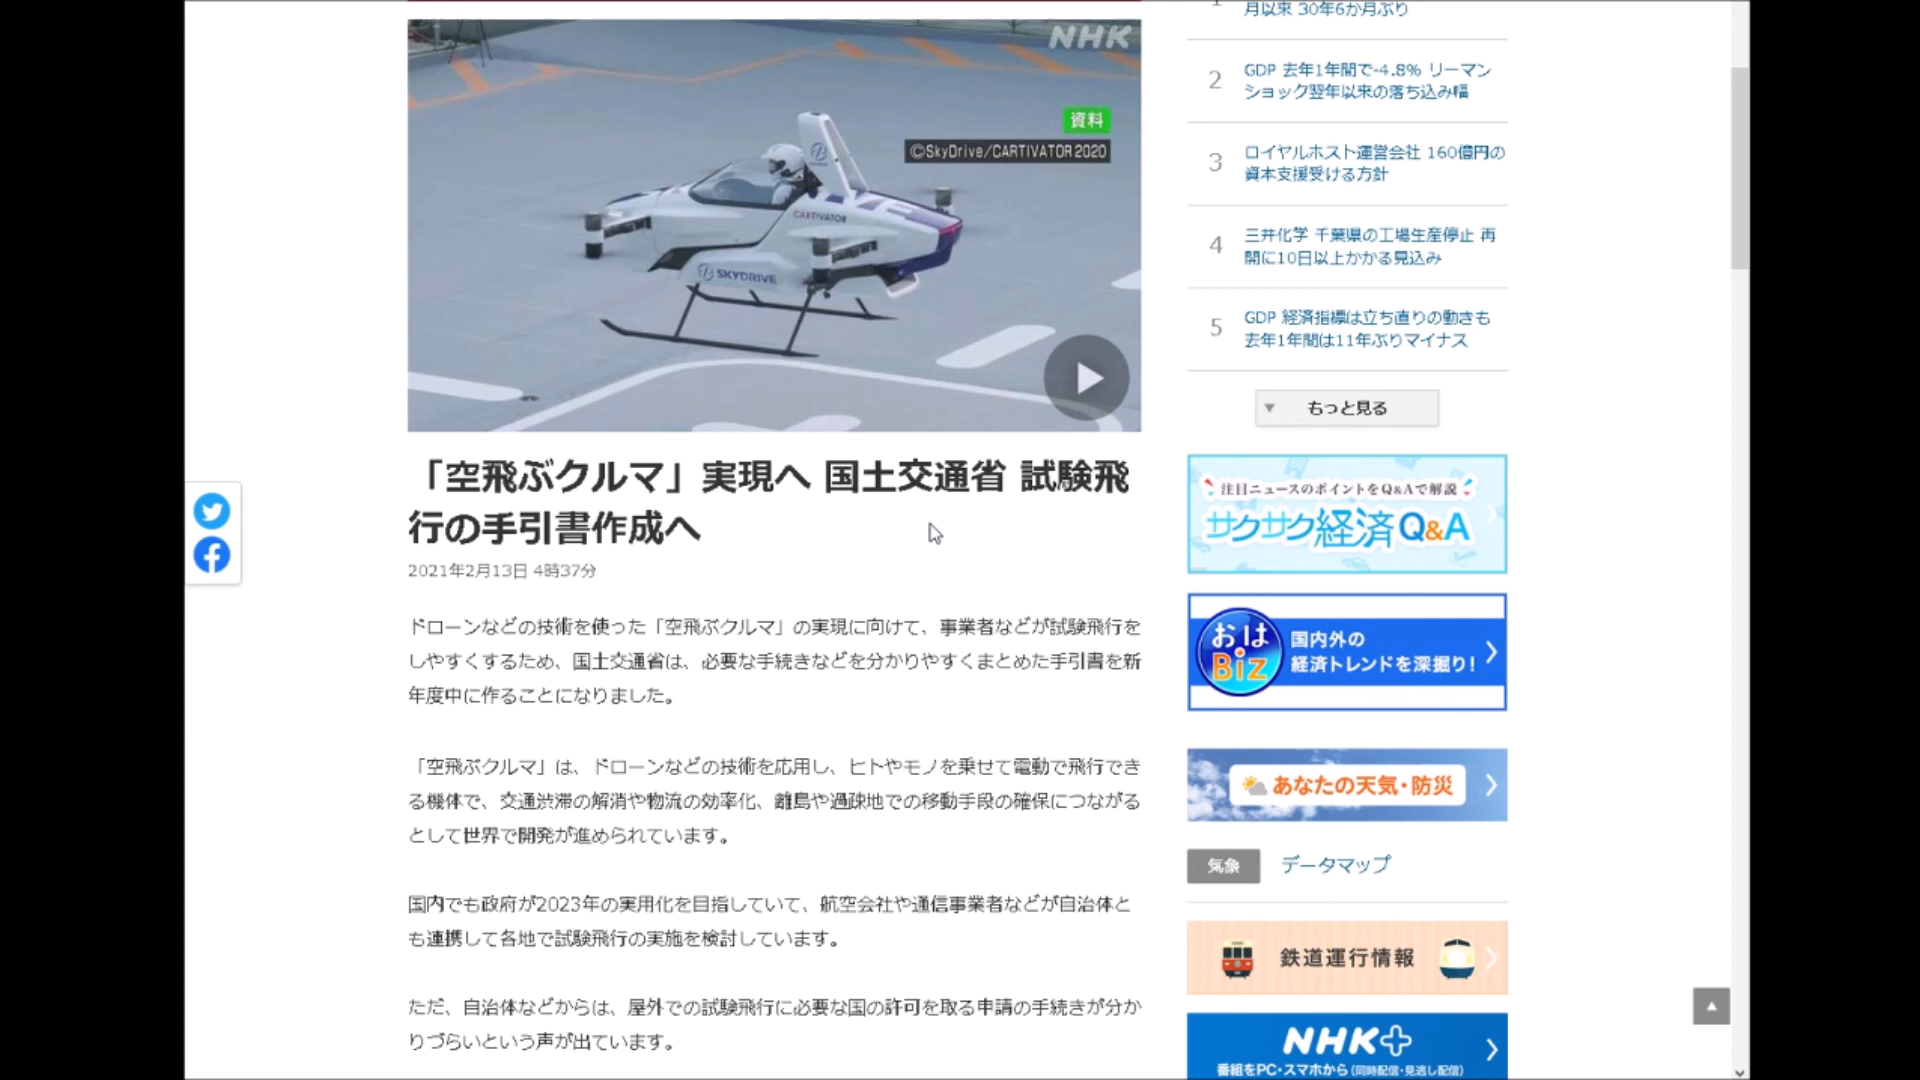 NHK
資料
©SkyDrive/CARTIVATOR2020
CARTIVATOR
SKYDRIVE
「空飛ぶクルマ」実現へ 国土交通省 試験飛
行の手引書作成へ
2021年2月13日 4時37分
ドローンなどの技術を使った「空飛ぶクルマ」の実現に向けて、事業者などが試験飛行を
しやすくするため、国土交通省は、必要な手続きなどを分かりやすくまとめた手引書を新
年度中に作ることになりました。
「空飛ぶクルマ」は、ドローンなどの技術を応用し、ヒトやモノを乗せて電動で飛行でき
る機体で、交通渋滞の解消や物流の効率化、離島や過疎地での移動手段の確保につながる
として世界で開発が進められています。
国内でも政府が2023年の実用化を目指していて、航空会社や通信事業者などが自治体と
も連携して各地で試験飛行の実施を検討しています。
ただ、自治体などからは、屋外での試験飛行に必要な国の許可を取る申請の手続きが分か
りづらいという声が出ています。
月以来 30年6か月ぶり
2
GDP 去年1年間で-4.8% リーマン
ショック翌年以来の落ち込み幅
3
ロイヤルホスト運営会社 160億円の
資本支援受ける方針
4
三井化学 千葉県の工場生産停止 再
開に10日以上かかる見込み
5
GDP 経済指標は立ち直りの動きも
去年1年間は11年ぶりマイナス
もっと見る
注目ニュースのポイントをQ&Aで解説
サクサク経済Q&A
おはBiz
国内外の
経済トレンドを深掘り!
あなたの天気・防災
気象 データマップ
鉄道運行情報
NHK+
番組をPC・スマホから(同時配信・見逃し配信)